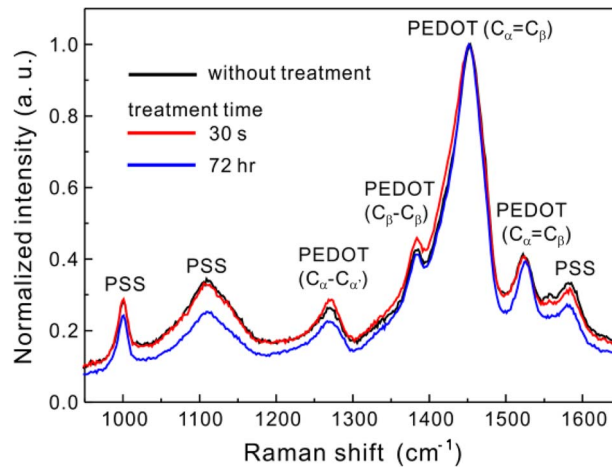 PEDOT (Cα=Cβ)
without treatment
treatment time
30 s
72 hr
PEDOT
(Cβ-Cβ)
PEDOT
(Cα=Cβ)
PEDOT
(Cα-Cα')
PSS
PSS
PSS
Normalized intensity (a. u.)
1.0
0.8
0.6
0.4
0.2
0.0
1000 1100 1200 1300 1400 1500 1600
Raman shift (cm⁻¹)